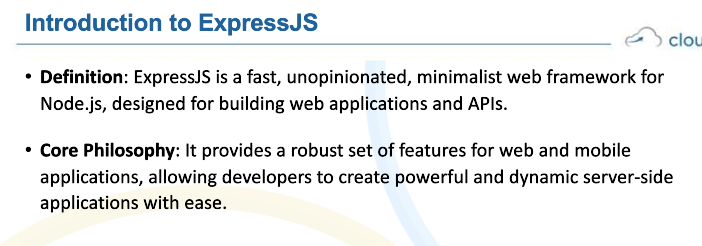 Introduction to ExpressJS
clou
• Definition: ExpressJS is a fast, unopinionated, minimalist web framework for
Node.js, designed for building web applications and APIs.
• Core Philosophy: It provides a robust set of features for web and mobile
applications, allowing developers to create powerful and dynamic server-side
applications with ease.